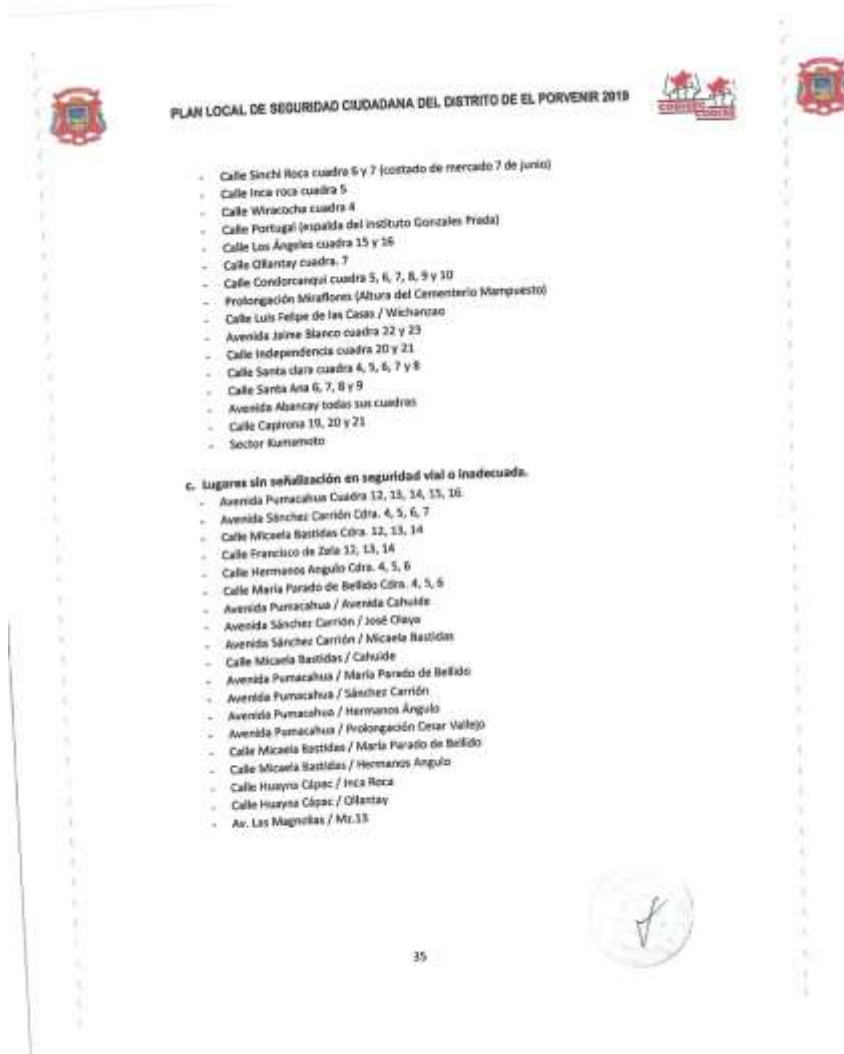 PLAN LOCAL DE SEGURIDAD CIUDADANA DEL DISTRITO DE EL PORVENIR 2019
- Calle Sinchi Roca cuadra 6 y 7 (costado de mercado 7 de junio)
- Calle Inca roca cuadra 5
- Calle Wiracocha cuadra 4
- Calle Portugal (espalda del instituto Gonzales Prada)
- Calle Los Ángeles cuadra 15 y 16
- Calle Ollantay cuadra. 7
- Calle Condorcanqui cuadra 5, 6, 7, 8, 9 y 10
- Prolongación Miraflores (Altura del Cementerio Mampuesto)
- Calle Luis Felipe de las Casas / Wichanzao
- Avenida Jaime Blanco cuadra 22 y 23
- Calle Independencia cuadra 20 y 21
- Calle Santa clara cuadra 4, 5, 6, 7 y 8
- Calle Santa Ana 6, 7, 8 y 9
- Avenida Abancay todas sus cuadras
- Calle Capirona 19, 20 y 21
- Sector Kumamoto
c. Lugares sin señalización en seguridad vial o inadecuada.
- Avenida Pumacahua Cuadra 12, 13, 14, 15, 16.
- Avenida Sánchez Carrión Cdra. 4, 5, 6, 7
- Calle Micaela Bastidas Cdra. 12, 13, 14
- Calle Francisco de Zela 12, 13, 14
- Calle Hermanos Angulo Cdra. 4, 5, 6
- Calle María Parado de Bellido Cdra. 4, 5, 6
- Avenida Pumacahua / Avenida Cahuide
- Avenida Sánchez Carrión / José Olaya
- Avenida Sánchez Carrión / Micaela Bastidas
- Calle Micaela Bastidas / Cahuide
- Avenida Pumacahua / María Parado de Bellido
- Avenida Pumacahua / Sánchez Carrión
- Avenida Pumacahua / Hermanos Ángulo
- Avenida Pumacahua / Prolongación Cesar Vallejo
- Calle Micaela Bastidas / María Parado de Bellido
- Calle Micaela Bastidas / Hermanos Angulo
- Calle Huayna Cápac / Inca Roca
- Calle Huayna Cápac / Ollantay
- Av. Las Magnolias / Mz.13
35